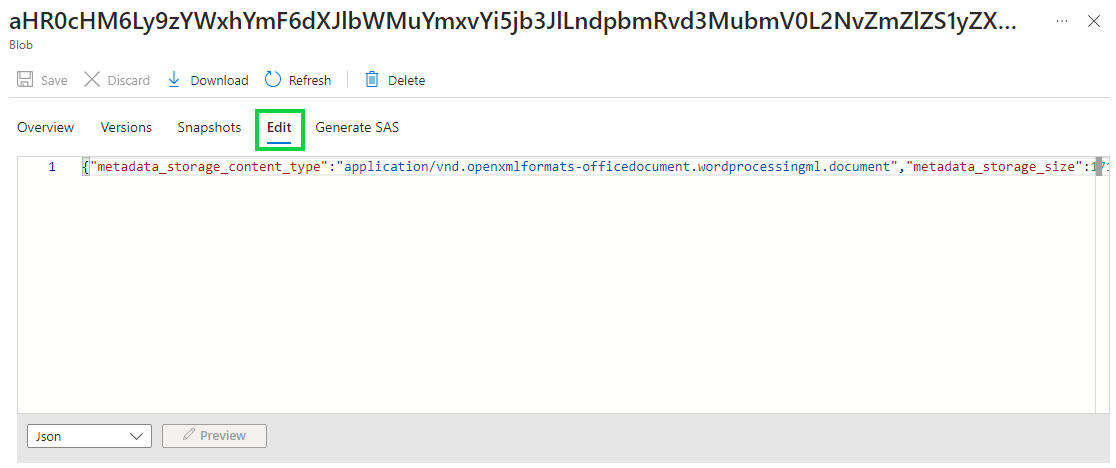 aHR0cHM6Ly9zYWxhYmF6dXJlbWMuYmxvYi5jb3JlLndpbmRvd3MubmV0L2NvZmZlZS1yZX...
Blob
Save Discard Download Refresh Delete
Overview Versions Snapshots Edit Generate SAS
1 {"metadata_storage_content_type":"application/vnd.openxmlformats-officedocument.wordprocessingml.document","metadata_storage_size":171
Json Preview